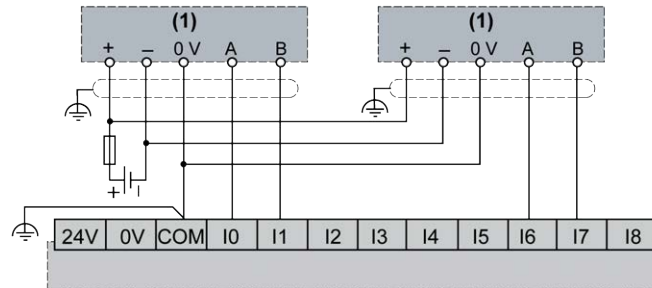 (1) (1)
+ − 0 V A B + − 0 V A B
+
24V 0V COM I0 I1 I2 I3 I4 I5 I6 I7 I8